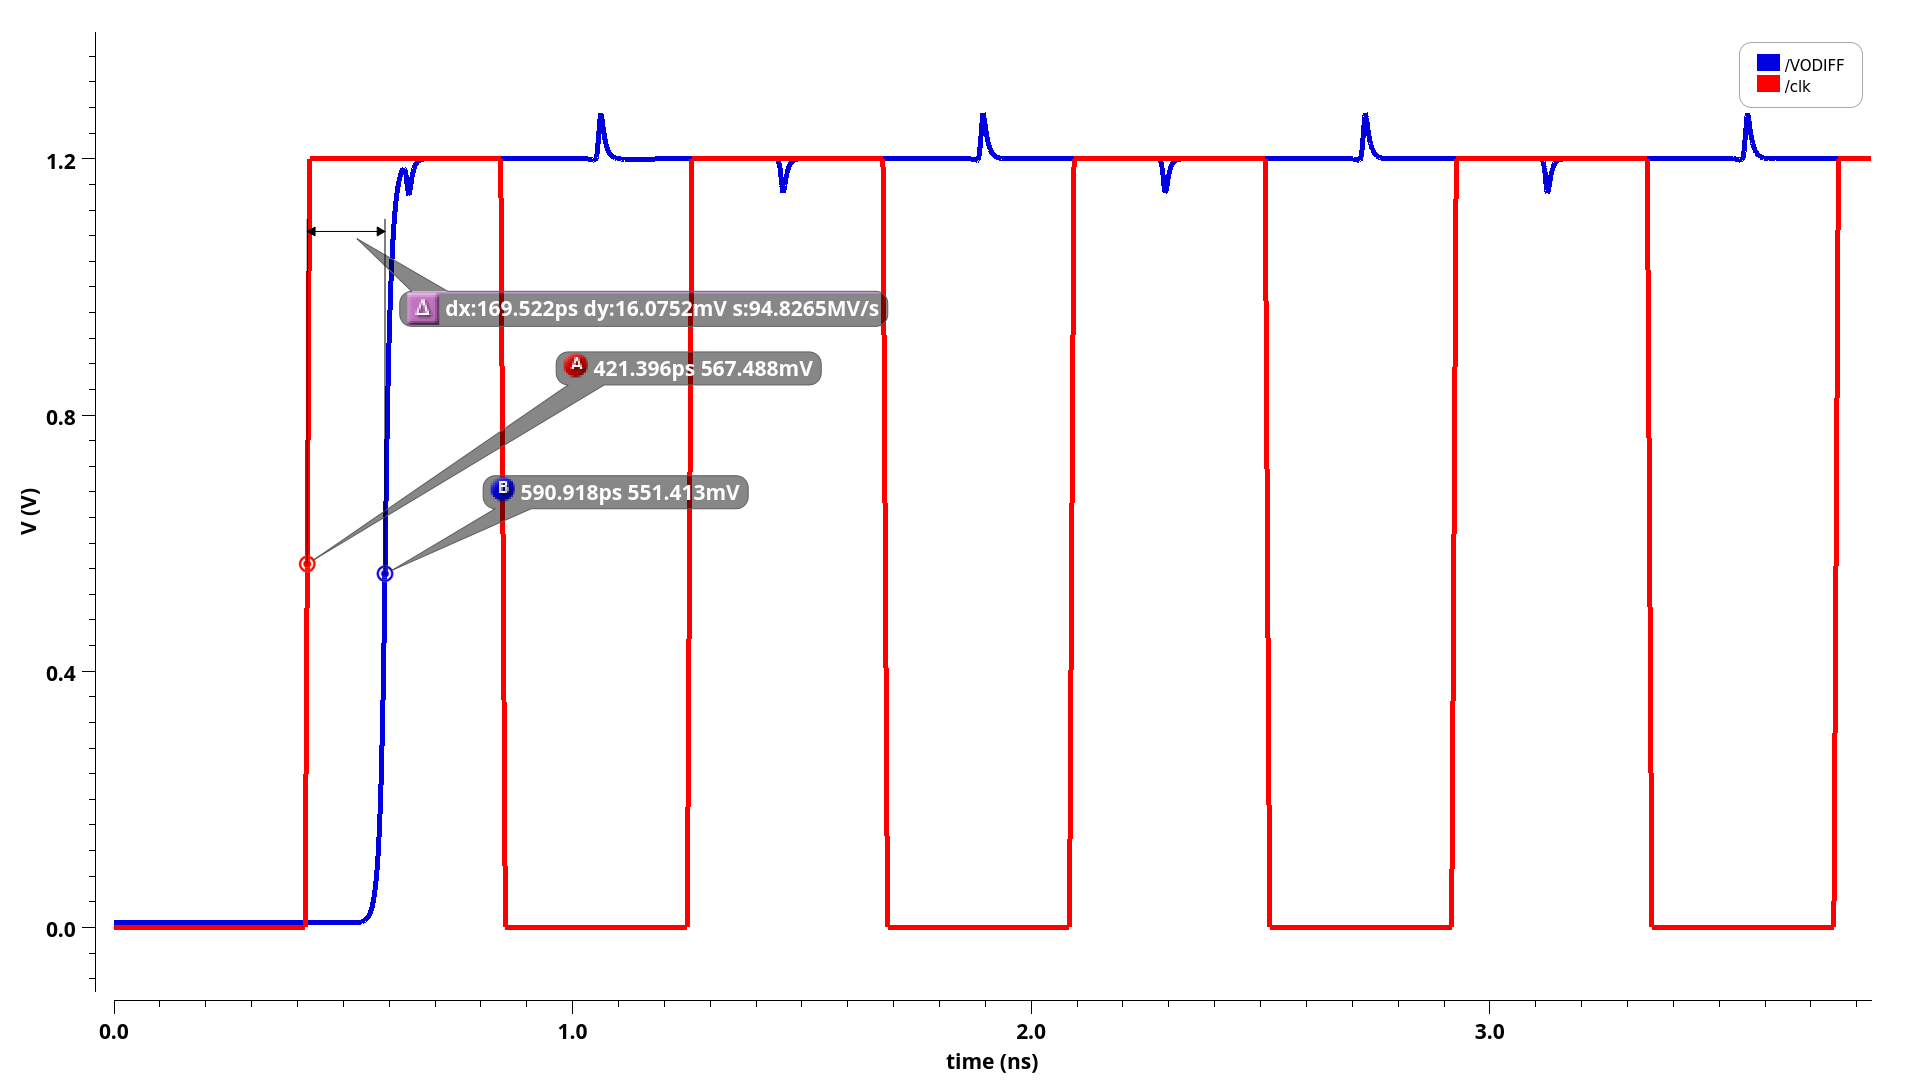 /VODIFF
/clk
1.2
dx:169.522ps dy:16.0752mV s:94.8265MV/s
A 421.396ps 567.488mV
0.8
B 590.918ps 551.413mV
V (V)
0.4
0.0
0.0 1.0 2.0 3.0
time (ns)